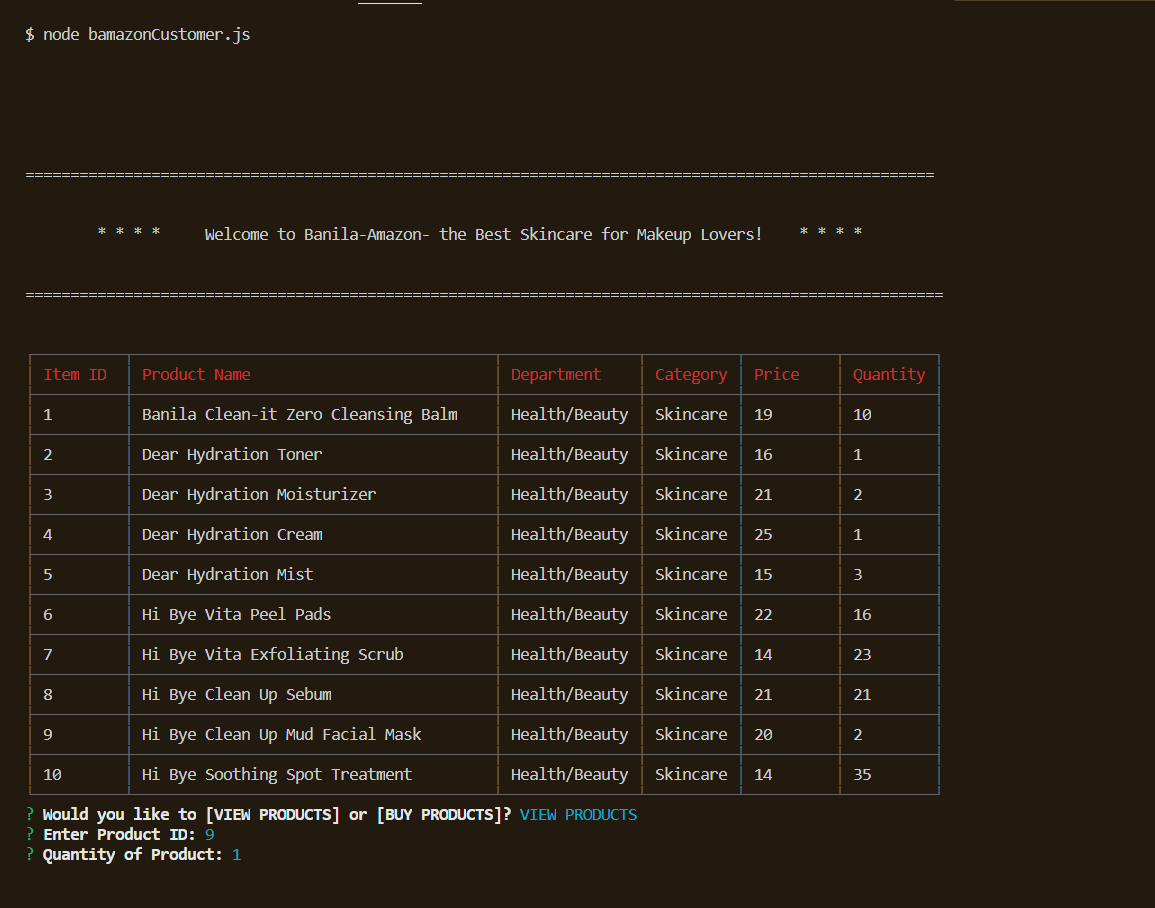 $ node bamazonCustomer.js
=====================================================================================================
* * * *     Welcome to Banila-Amazon- the Best Skincare for Makeup Lovers!    * * * *
======================================================================================================
Item ID Product Name Department Category Price Quantity
1 Banila Clean-it Zero Cleansing Balm Health/Beauty Skincare 19 10
2 Dear Hydration Toner Health/Beauty Skincare 16 1
3 Dear Hydration Moisturizer Health/Beauty Skincare 21 2
4 Dear Hydration Cream Health/Beauty Skincare 25 1
5 Dear Hydration Mist Health/Beauty Skincare 15 3
6 Hi Bye Vita Peel Pads Health/Beauty Skincare 22 16
7 Hi Bye Vita Exfoliating Scrub Health/Beauty Skincare 14 23
8 Hi Bye Clean Up Sebum Health/Beauty Skincare 21 21
9 Hi Bye Clean Up Mud Facial Mask Health/Beauty Skincare 20 2
10 Hi Bye Soothing Spot Treatment Health/Beauty Skincare 14 35
? Would you like to [VIEW PRODUCTS] or [BUY PRODUCTS]? VIEW PRODUCTS
? Enter Product ID: 9
? Quantity of Product: 1